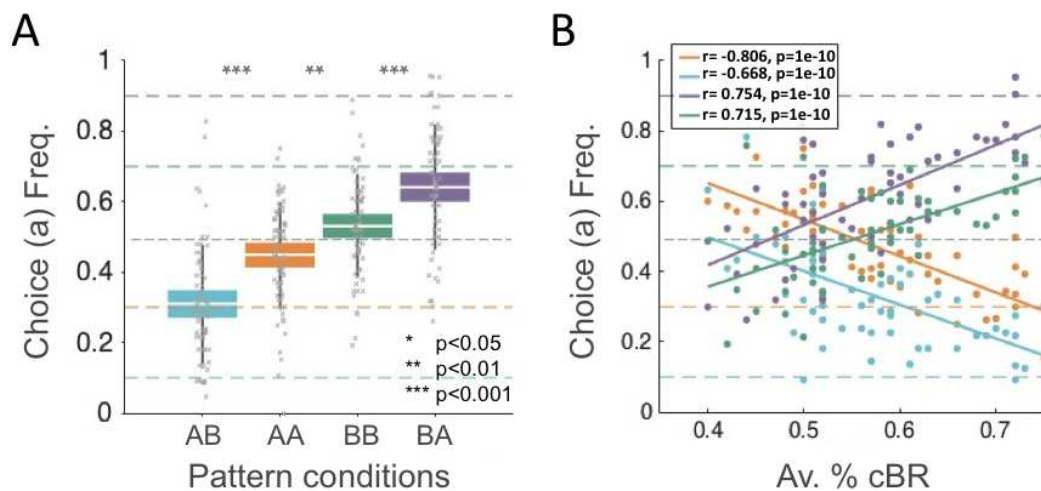 A
Choice (a) Freq.
1
0.8
0.6
0.4
0.2
0
***
**
***
* p<0.05
** p<0.01
*** p<0.001
AB
AA
BB
BA
Pattern conditions
B
Choice (a) Freq.
1
0.8
0.6
0.4
0.2
0
r= -0.806, p=1e-10
r= -0.668, p=1e-10
r= 0.754, p=1e-10
r= 0.715, p=1e-10
0.4
0.5
0.6
0.7
Av. % cBR